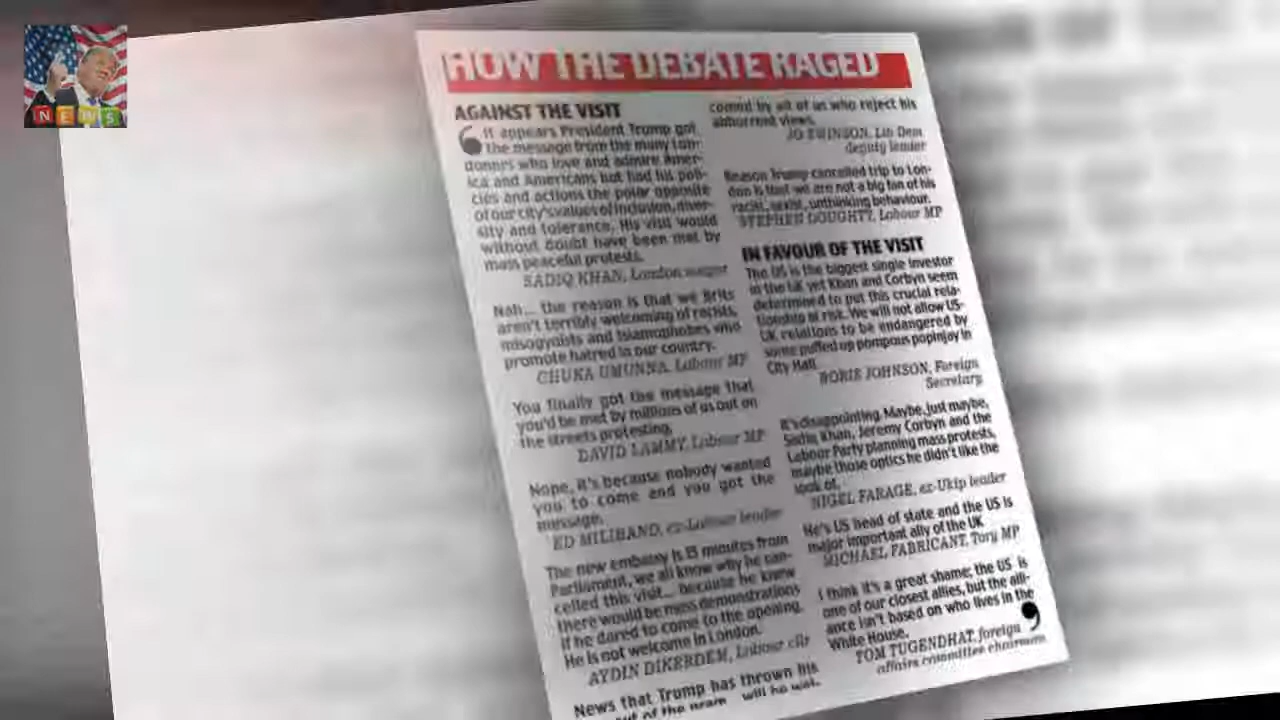 NEWS
HOW THE DEBATE RAGED
AGAINST THE VISIT
It appears President Trump got
the message from the many Lon-
doners who love and admire Amer-
ica and Americans but had his poli-
cies and actions the polar opposite
of our city's values of inclusion, diver-
sity and tolerance. His visit would
without doubt have been met by
mass peaceful protests.
SADIQ KHAN, London mayor
Nah... the reason is that we Brits
aren't terribly welcoming of racists,
misogynists and Islamophobes who
promote hatred in our country.
CHUKA UMUNNA, Labour MP
You finally got the message that
you'd be met by millions of us out on
the streets protesting.
DAVID LAMMY, Labour MP
Nope, it's because nobody wanted
you to come and you got the
message.
ED MILIBAND, ex-Labour leader
The new embassy is 15 minutes from
Parliament, we all know why he can-
celled this visit... because he knew
there would be mass demonstrations
if he dared to come to the opening.
He is not welcome in London.
AYDIN DIKERDEM, Labour cllr
News that Trump has thrown his
out of the pram will be wel-
comed by all of us who reject his
abhorrent views.
JO SWINSON, Lib Dem
deputy leader
Reason Trump cancelled trip to Lon-
don is that we are not a big fan of his
racist, sexist, unthinking behaviour.
STEPHEN DOUGHTY, Labour MP
IN FAVOUR OF THE VISIT
The US is the biggest single investor
in the UK yet Khan and Corbyn seem
determined to put this crucial rela-
tionship at risk. We will not allow US-
UK relations to be endangered by
some puffed up pompous popinjay in
City Hall.
BORIS JOHNSON, Foreign
Secretary
It's disappointing. Maybe, just maybe,
Sadiq Khan, Jeremy Corbyn and the
Labour Party planning mass protests,
maybe those optics he didn't like the
look of.
NIGEL FARAGE, ex-Ukip leader
He's US head of state and the US is
major important ally of the UK
MICHAEL FABRICANT, Tory MP
I think it's a great shame; the US is
one of our closest allies, but the alli-
ance isn't based on who lives in the
White House.
TOM TUGENDHAT, foreign
affairs committee chairman